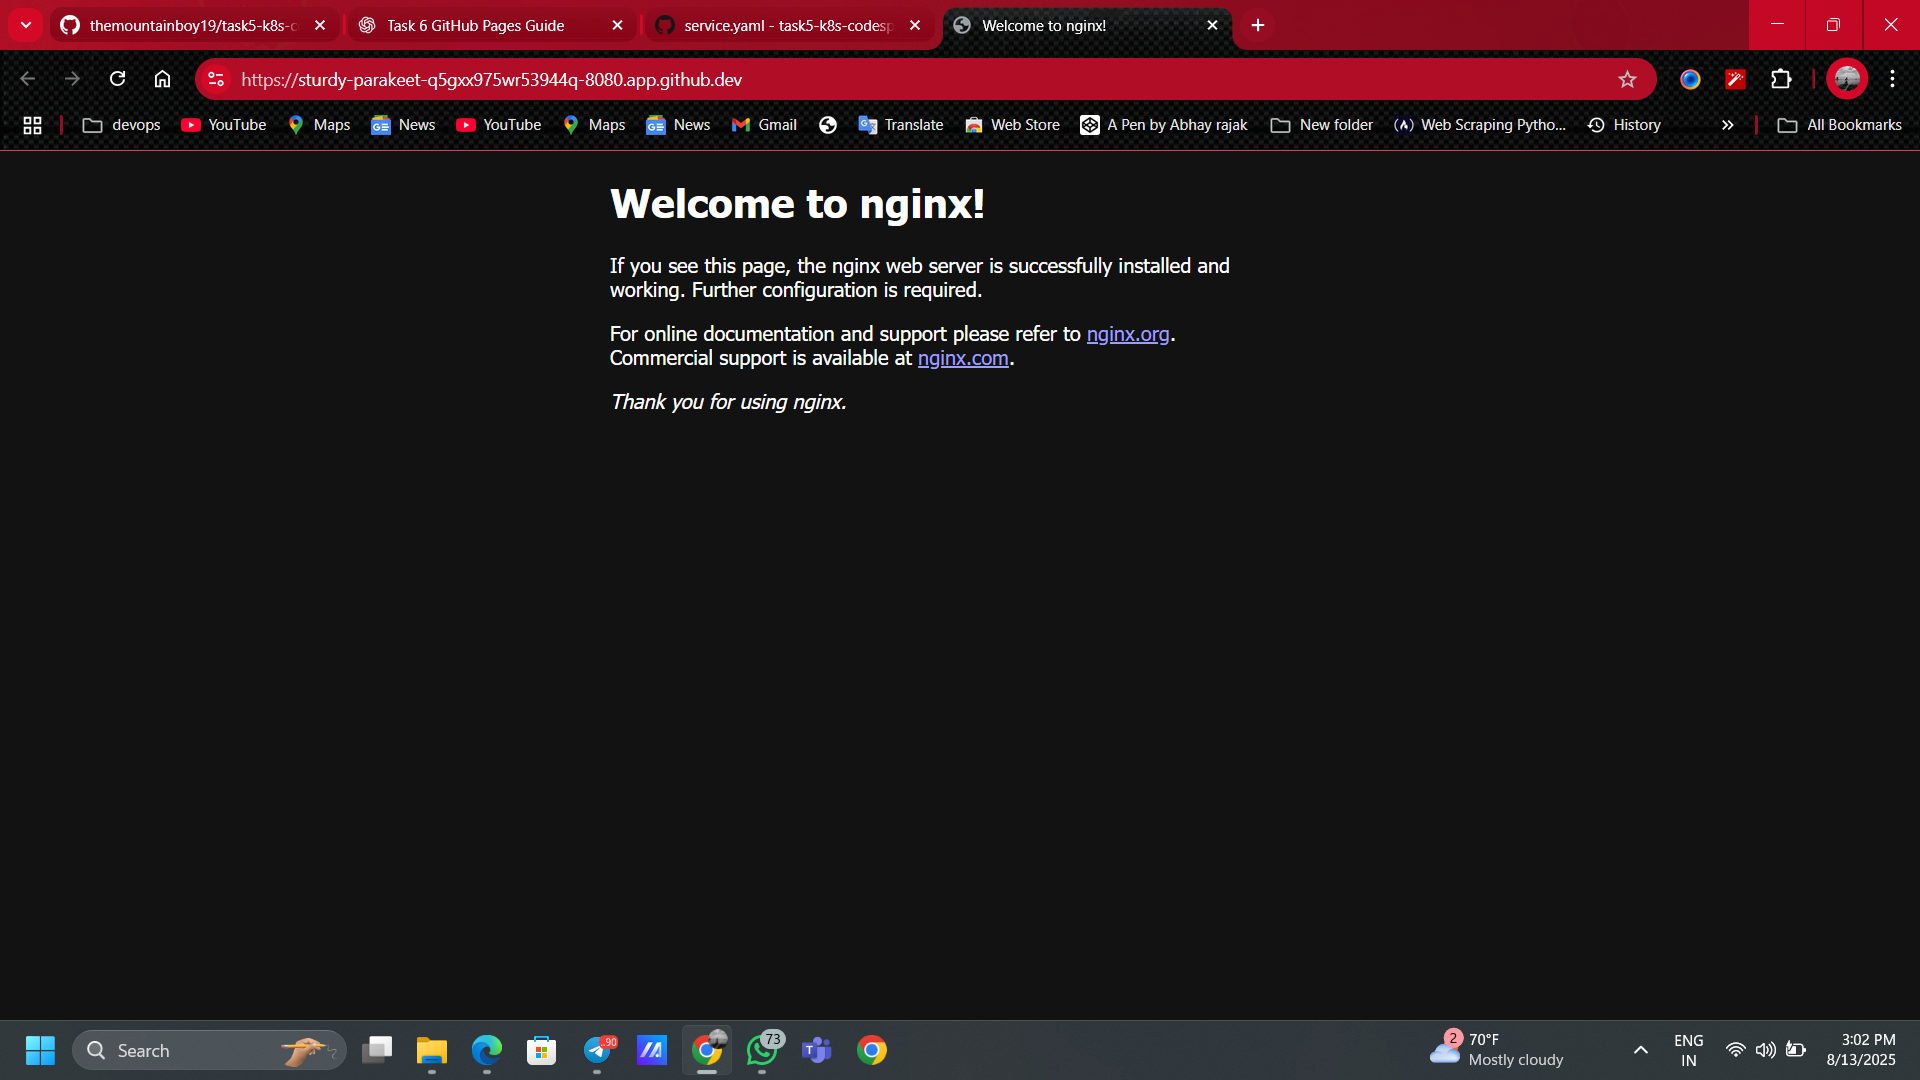 themountainboy19/task5-k8s-c
Task 6 GitHub Pages Guide
service.yaml - task5-k8s-codesp
Welcome to nginx!
https://sturdy-parakeet-q5gxx975wr53944q-8080.app.github.dev
devops
YouTube
Maps
News
YouTube
Maps
News
Gmail
Translate
Web Store
A Pen by Abhay rajak
New folder
Web Scraping Pytho...
History
All Bookmarks
Welcome to nginx!
If you see this page, the nginx web server is successfully installed and
working. Further configuration is required.
For online documentation and support please refer to nginx.org.
Commercial support is available at nginx.com.
Thank you for using nginx.
Search
..90
73
2
70°F
Mostly cloudy
ENG
IN
3:02 PM
8/13/2025